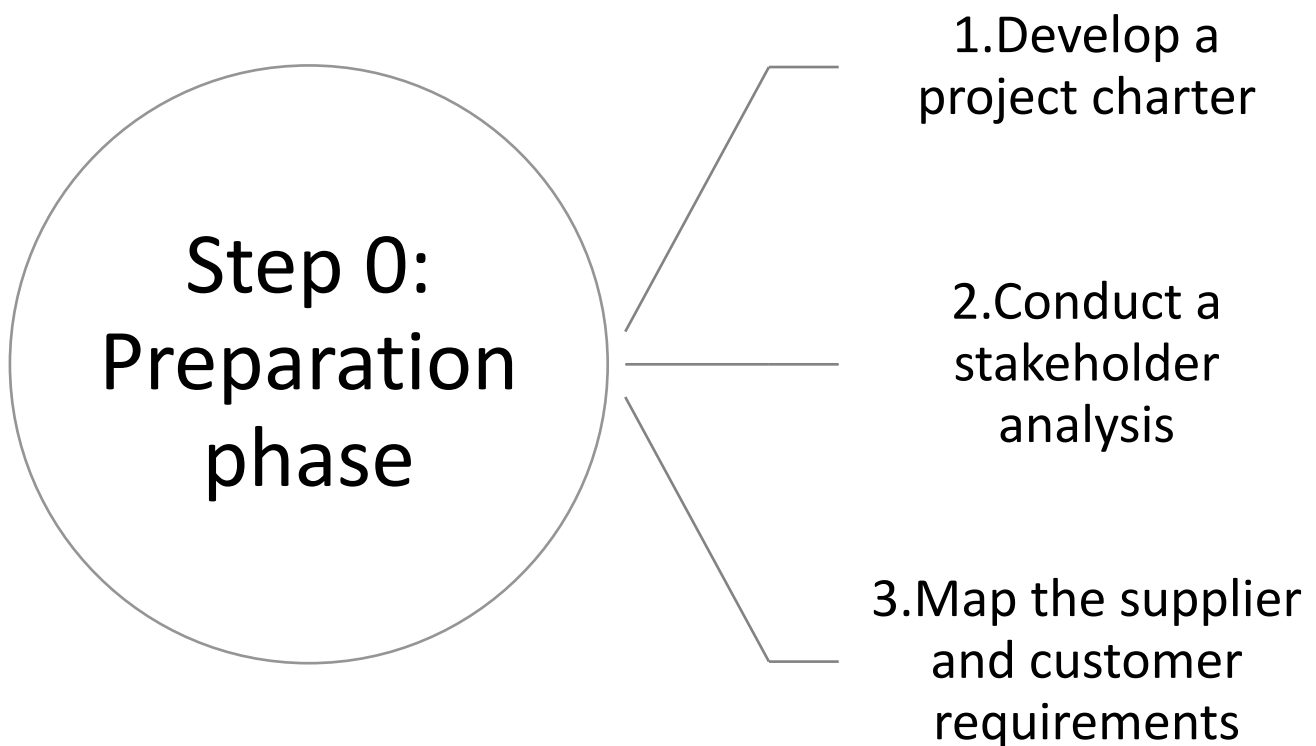 Step 0:
Preparation
phase
1.Develop a
project charter
2.Conduct a
stakeholder
analysis
3.Map the supplier
and customer
requirements